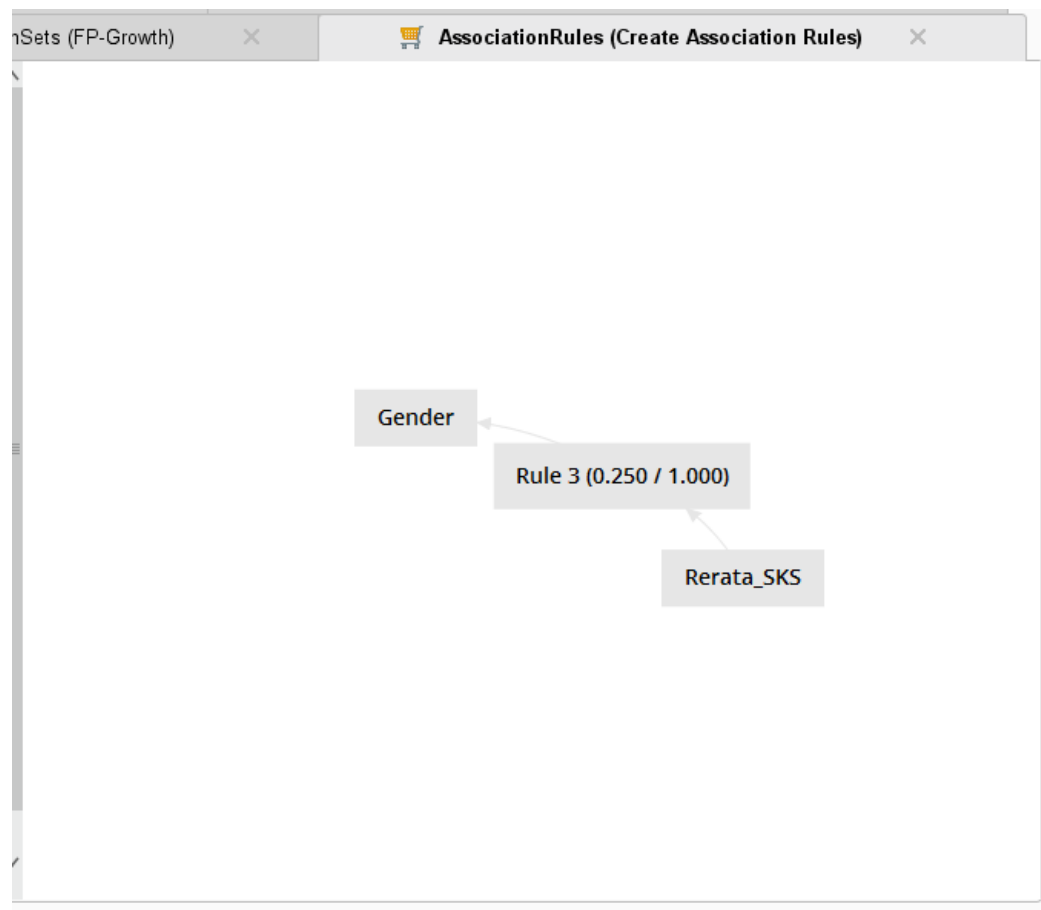 nSets (FP-Growth)
AssociationRules (Create Association Rules)
Gender
Rule 3 (0.250 / 1.000)
Rerata_SKS